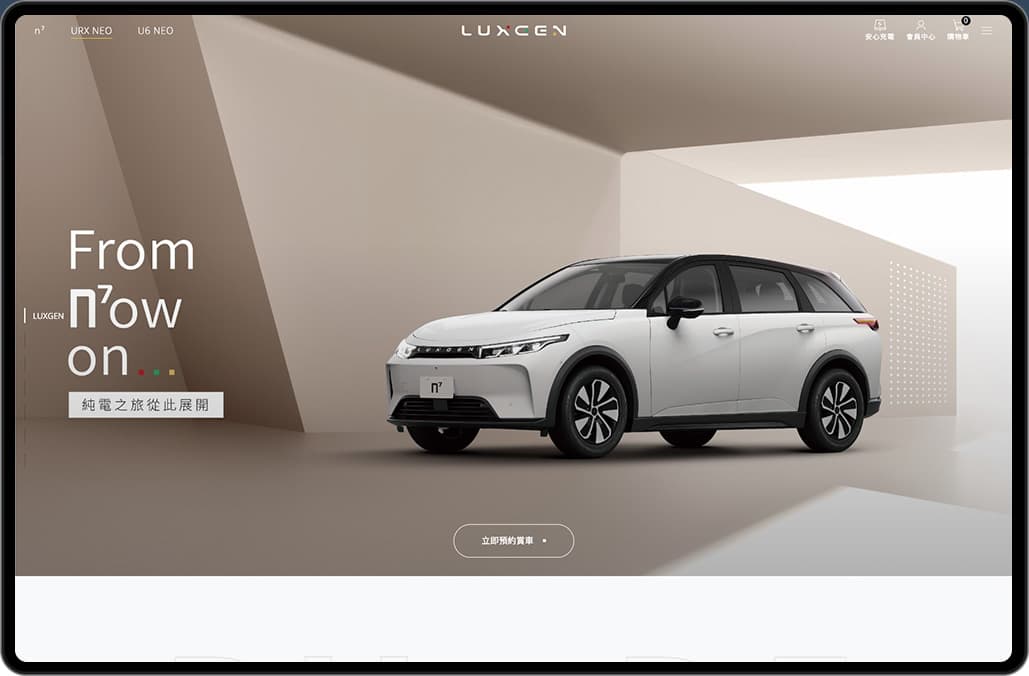 n⁷
URX NEO
U6 NEO
LUXGEN
安心充電
會員中心
0
購物車
From
n⁷ow
on...
LUXGEN
純電之旅從此展開
LUXGEN
n⁷
立即預約賞車